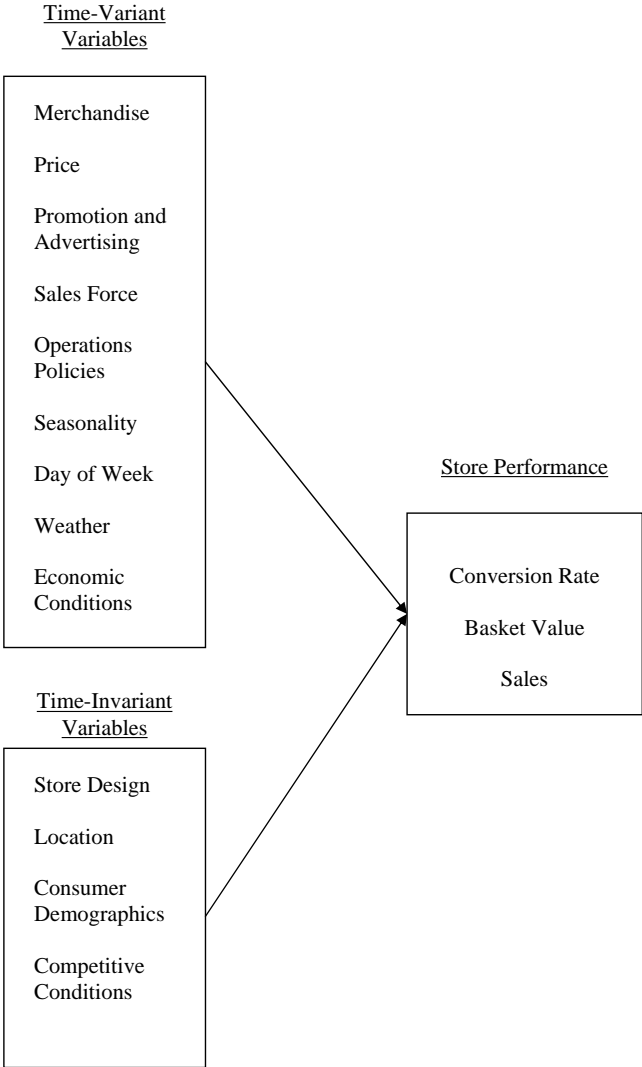 Time-Variant
Variables
Merchandise
Price
Promotion and
Advertising
Sales Force
Operations
Policies
Seasonality
Day of Week
Weather
Economic
Conditions
Time-Invariant
Variables
Store Design
Location
Consumer
Demographics
Competitive
Conditions
Store Performance
Conversion Rate
Basket Value
Sales